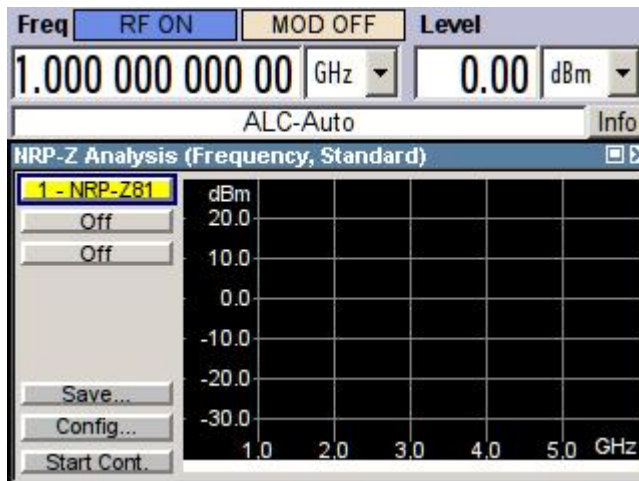 Freq RF ON MOD OFF Level
1.000 000 000 00 GHz 0.00 dBm
ALC-Auto Info
NRP-Z Analysis (Frequency, Standard)
1 - NRP-Z81 dBm
Off 20.0
Off 10.0
0.0
-10.0
-20.0
Save...
-30.0
Config...
1,0 2,0 3,0 4,0 5,0 GHz
Start Cont.